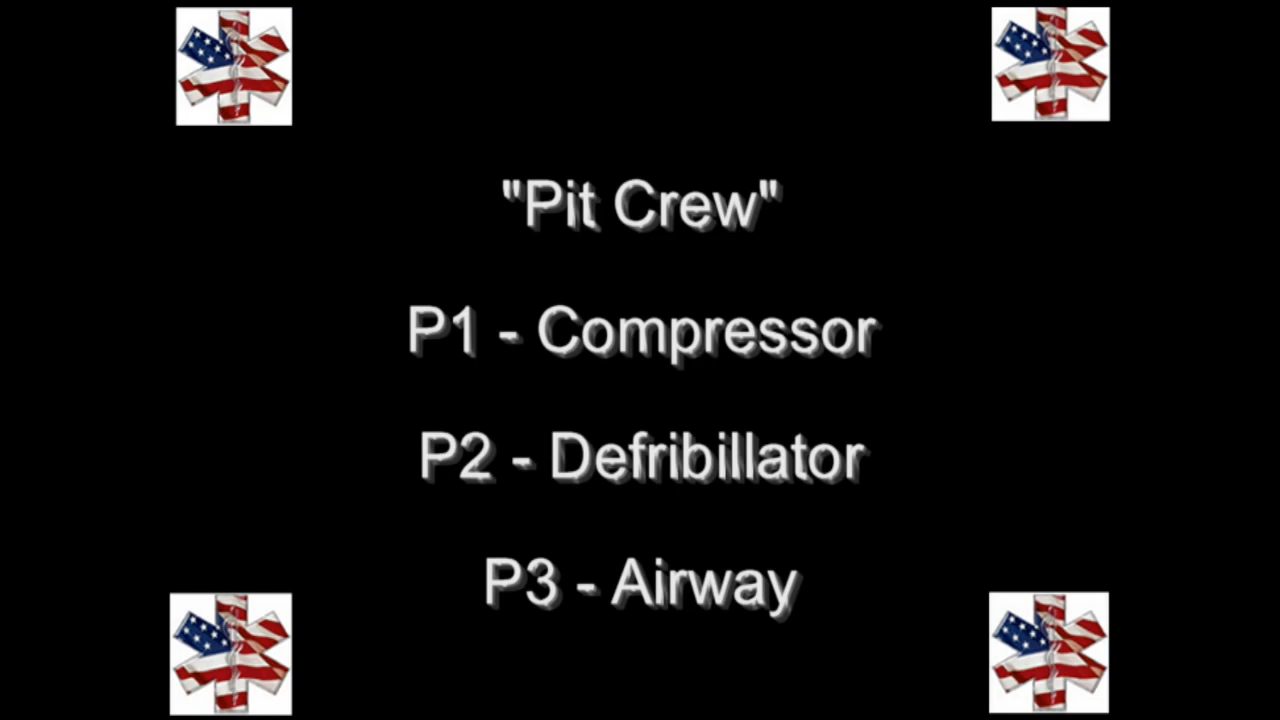 "Pit Crew"
P1 - Compressor
P2 - Defribillator
P3 - Airway